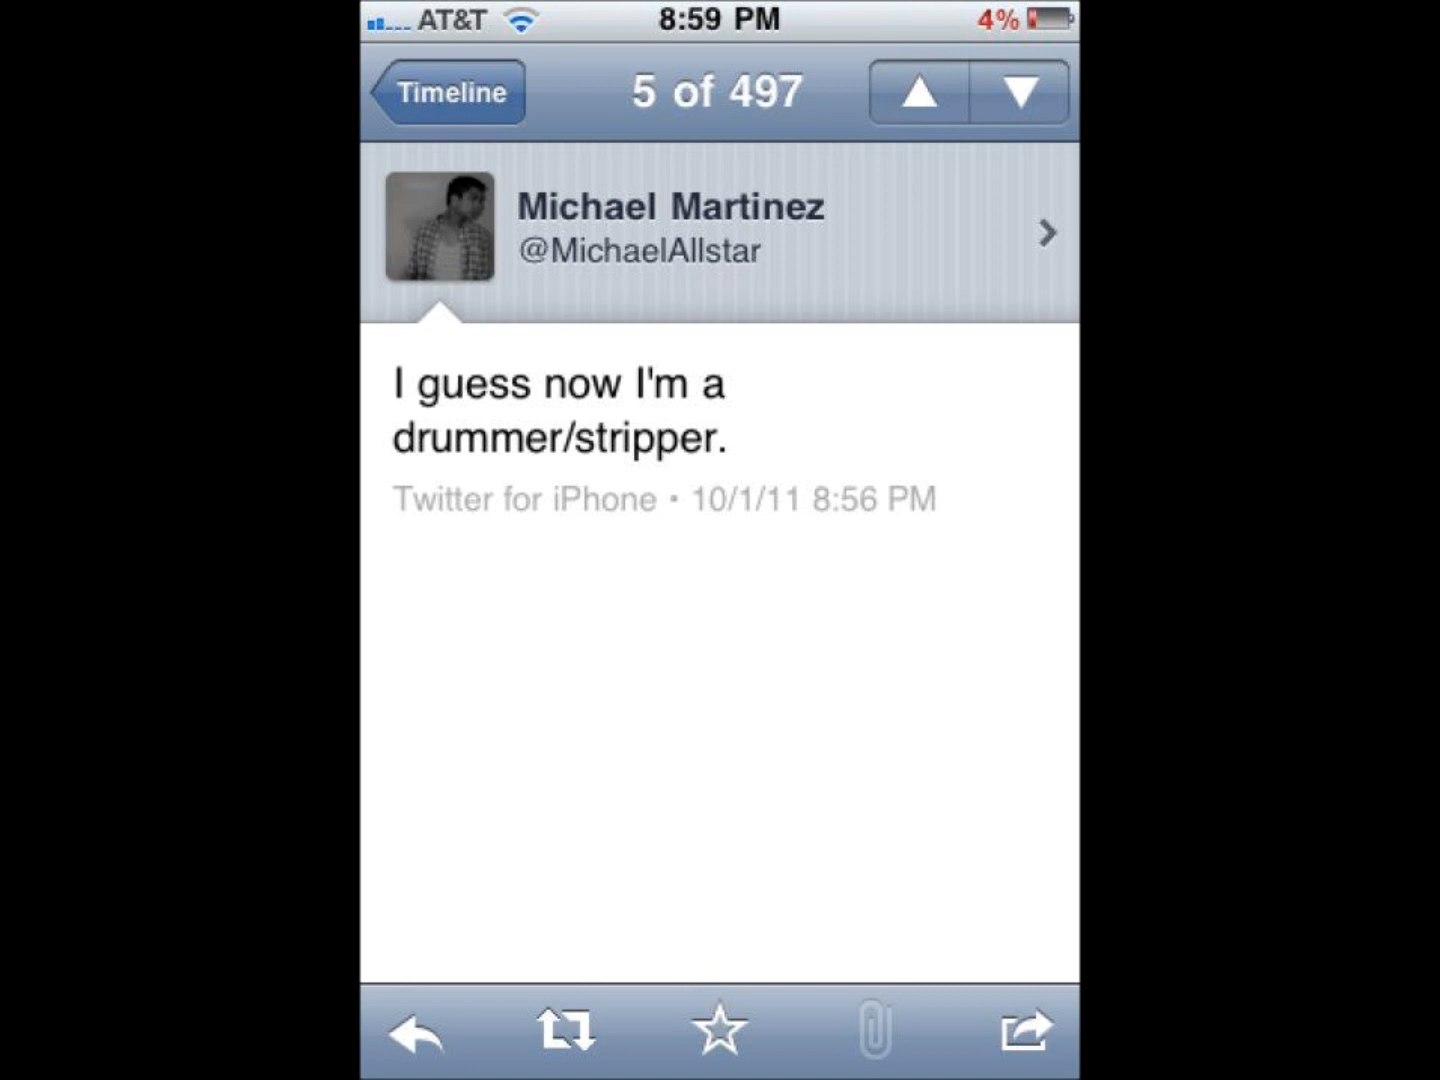 AT&T 8:59 PM 4%
Timeline 5 of 497
Michael Martinez
@MichaelAllstar
I guess now I'm a
drummer/stripper.
Twitter for iPhone • 10/1/11 8:56 PM